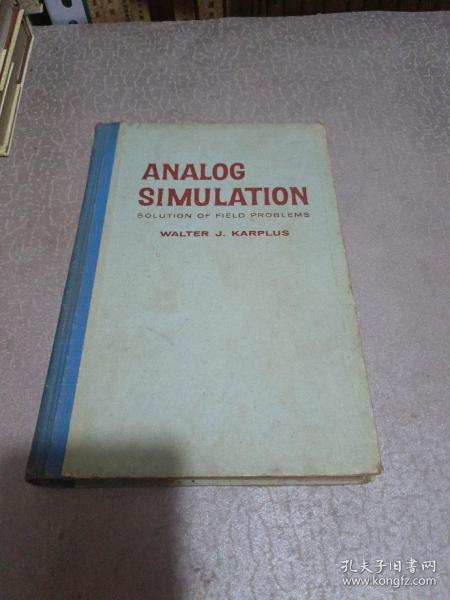 ANALOG
SIMULATION
SOLUTION OF FIELD PROBLEMS
WALTER J. KARPLUS
孔夫子旧书网
www.kongfz.com